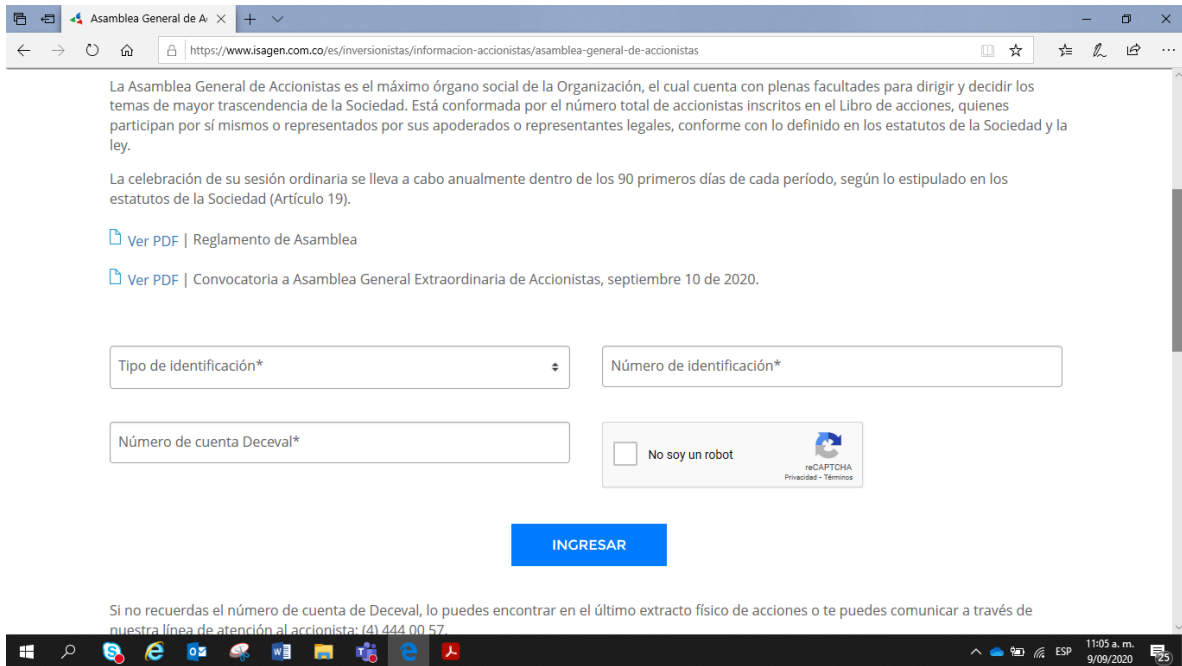 Asamblea General de A
https://www.isagen.com.co/es/inversionistas/informacion-accionistas/asamblea-general-de-accionistas
La Asamblea General de Accionistas es el máximo órgano social de la Organización, el cual cuenta con plenas facultades para dirigir y decidir los
temas de mayor trascendencia de la Sociedad. Está conformada por el número total de accionistas inscritos en el Libro de acciones, quienes
participan por sí mismos o representados por sus apoderados o representantes legales, conforme con lo definido en los estatutos de la Sociedad y la
ley.
La celebración de su sesión ordinaria se lleva a cabo anualmente dentro de los 90 primeros días de cada período, según lo estipulado en los
estatutos de la Sociedad (Artículo 19).
Ver PDF | Reglamento de Asamblea
Ver PDF | Convocatoria a Asamblea General Extraordinaria de Accionistas, septiembre 10 de 2020.
Tipo de identificación*
Número de identificación*
Número de cuenta Deceval*
No soy un robot
reCAPTCHA
Privacidad - Términos
INGRESAR
Si no recuerdas el número de cuenta de Deceval, lo puedes encontrar en el último extracto físico de acciones o te puedes comunicar a través de
nuestra línea de atención al accionista: (4) 444 00 57.
ESP
11:05 a. m.
9/09/2020
25